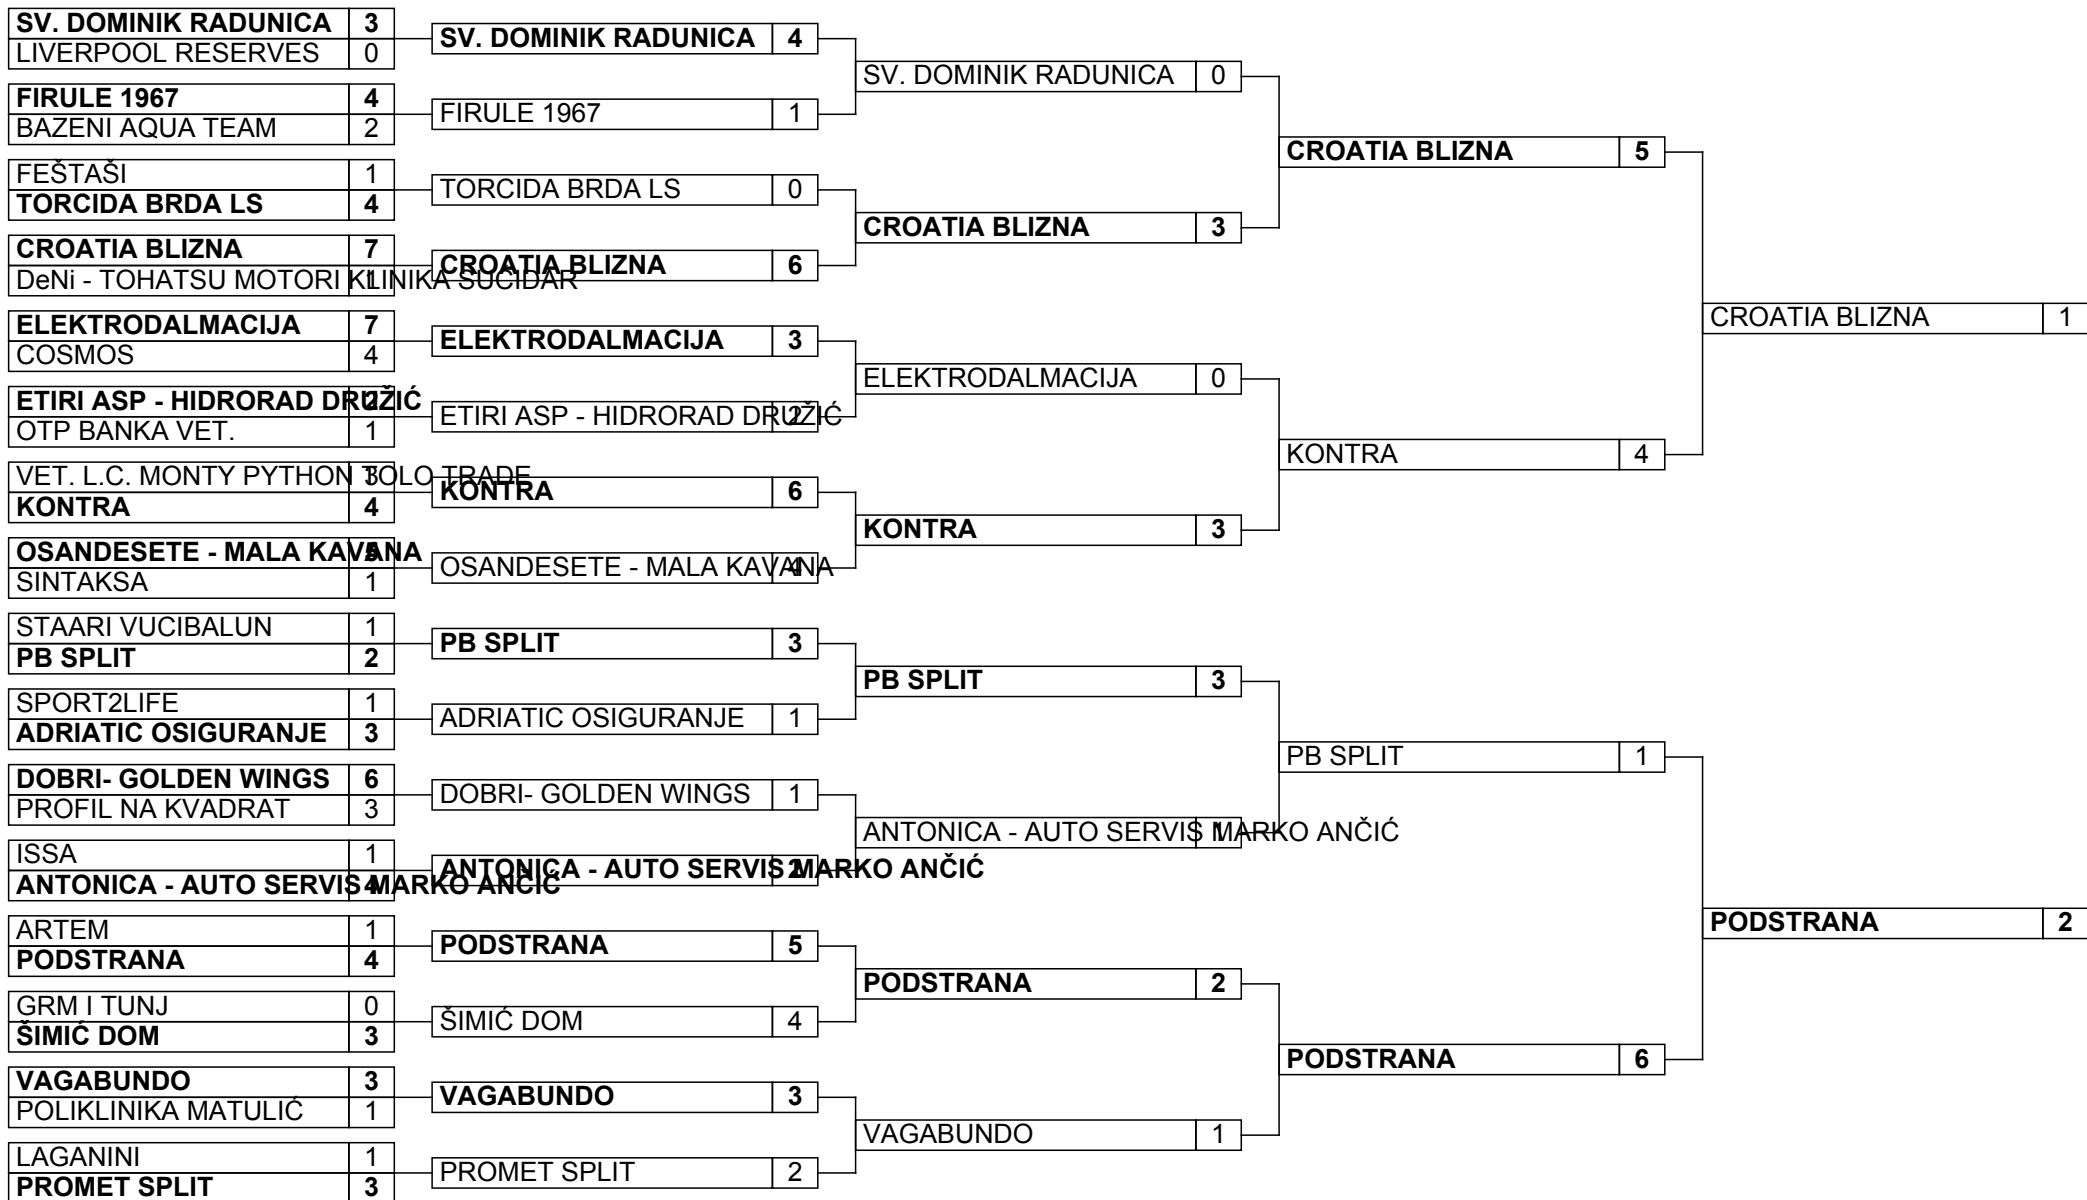 SV. DOMINIK RADUNICA 3
LIVERPOOL RESERVES 0
FIRULE 1967 4
BAZENI AQUA TEAM 2
FEŠTAŠI 1
TORCIDA BRDA LS 4
CROATIA BLIZNA 7
DeNi - TOHATSU MOTORI KLINIKA SUĆIDAR 1
ELEKTRODALMACIJA 7
COSMOS 4
ETIRI ASP - HIDRORAD DRUŽIĆ 2
OTP BANKA VET. 1
VET. L.C. MONTY PYTHON TOLO TRADE 3
KONTRA 4
OSANDESETE - MALA KAVANA
SINTAKSA 1
STAARI VUCIBALUN 1
PB SPLIT 2
SPORT2LIFE 1
ADRIATIC OSIGURANJE 3
DOBRI- GOLDEN WINGS 6
PROFIL NA KVADRAT 3
ISSA 1
ANTONICA - AUTO SERVIS MARKO ANČIĆ 4
ARTEM 1
PODSTRANA 4
GRM I TUNJ 0
ŠIMIĆ DOM 3
VAGABUNDO 3
POLIKLINIKA MATULIĆ 1
LAGANINI 1
PROMET SPLIT 3
SV. DOMINIK RADUNICA 4
FIRULE 1967 1
TORCIDA BRDA LS 0
CROATIA BLIZNA 6
ELEKTRODALMACIJA 3
ETIRI ASP - HIDRORAD DRUŽIĆ 2
KONTRA 6
OSANDESETE - MALA KAVANA 4
PB SPLIT 3
ADRIATIC OSIGURANJE 1
DOBRI- GOLDEN WINGS 1
ANTONICA - AUTO SERVIS MARKO ANČIĆ 2
PODSTRANA 5
ŠIMIĆ DOM 4
VAGABUNDO 3
PROMET SPLIT 2
SV. DOMINIK RADUNICA 0
CROATIA BLIZNA 3
ELEKTRODALMACIJA 0
KONTRA 3
PB SPLIT 3
ANTONICA - AUTO SERVIS MARKO ANČIĆ 1
PODSTRANA 2
VAGABUNDO 1
CROATIA BLIZNA 5
KONTRA 4
PB SPLIT 1
PODSTRANA 6
CROATIA BLIZNA 1
PODSTRANA 2